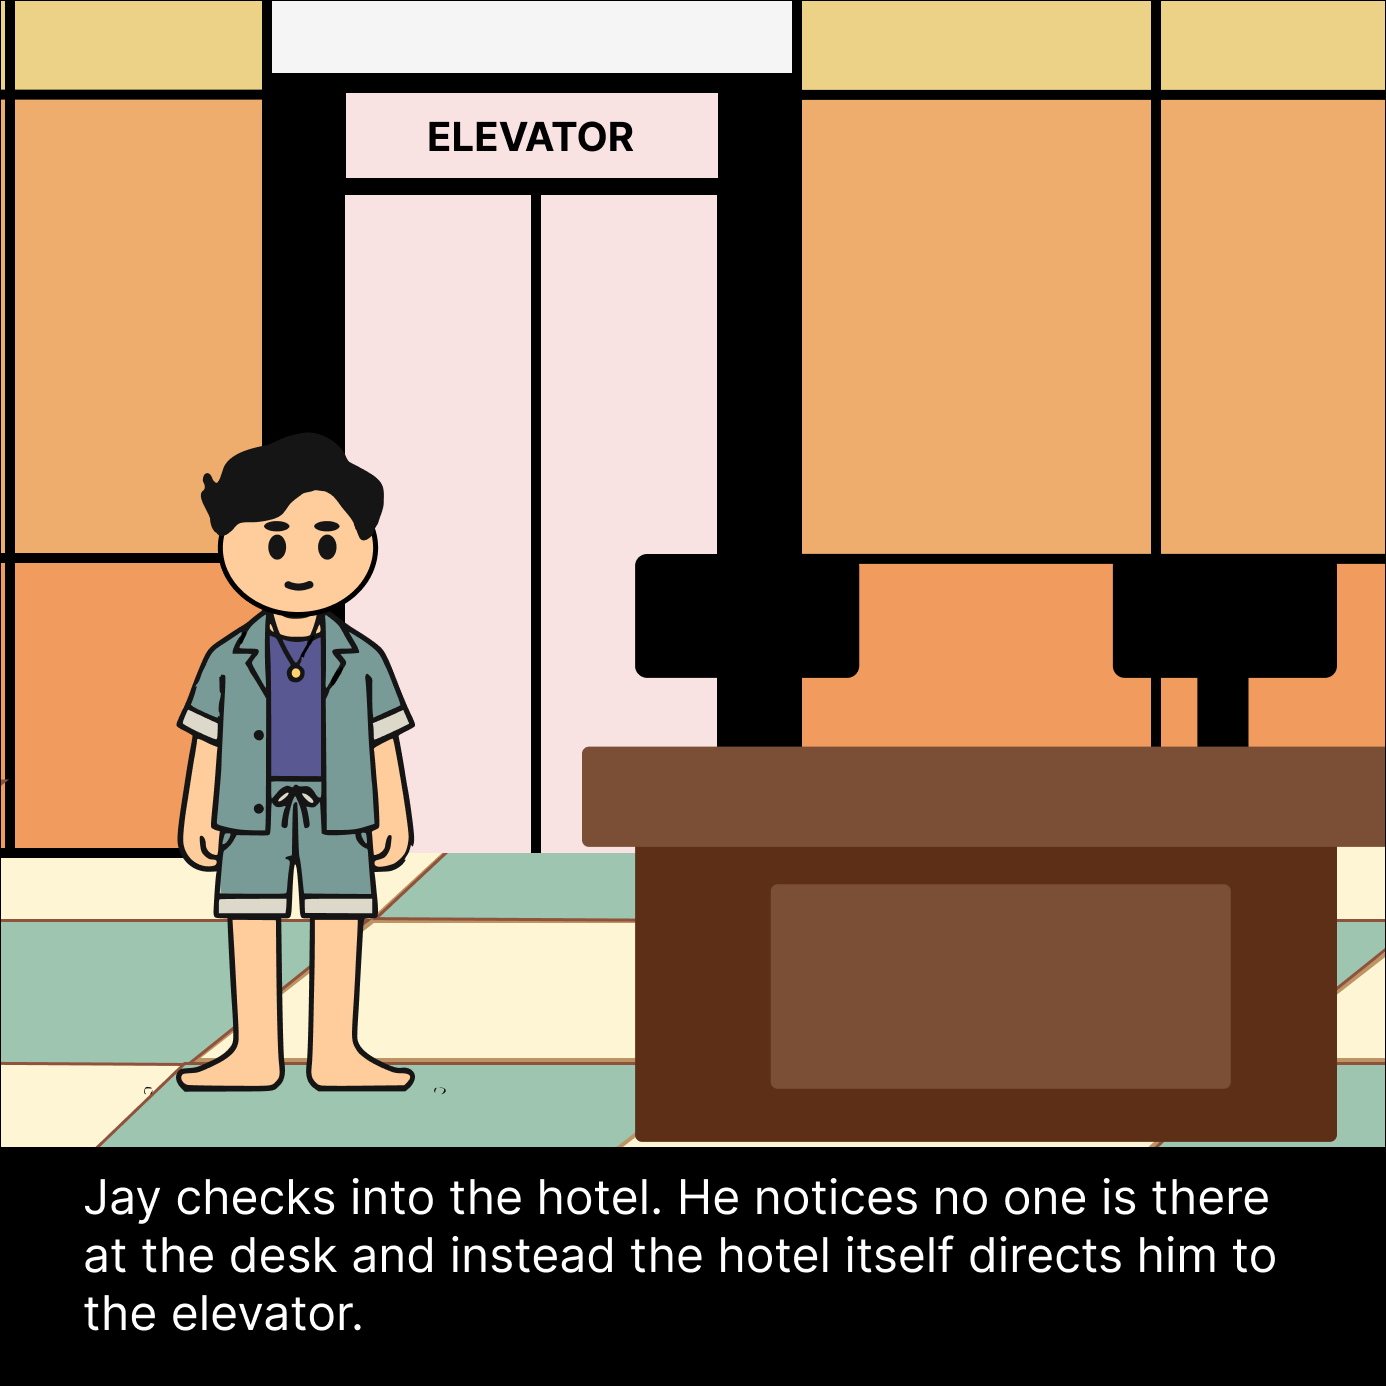 ELEVATOR
Jay checks into the hotel. He notices no one is there
at the desk and instead the hotel itself directs him to
the elevator.